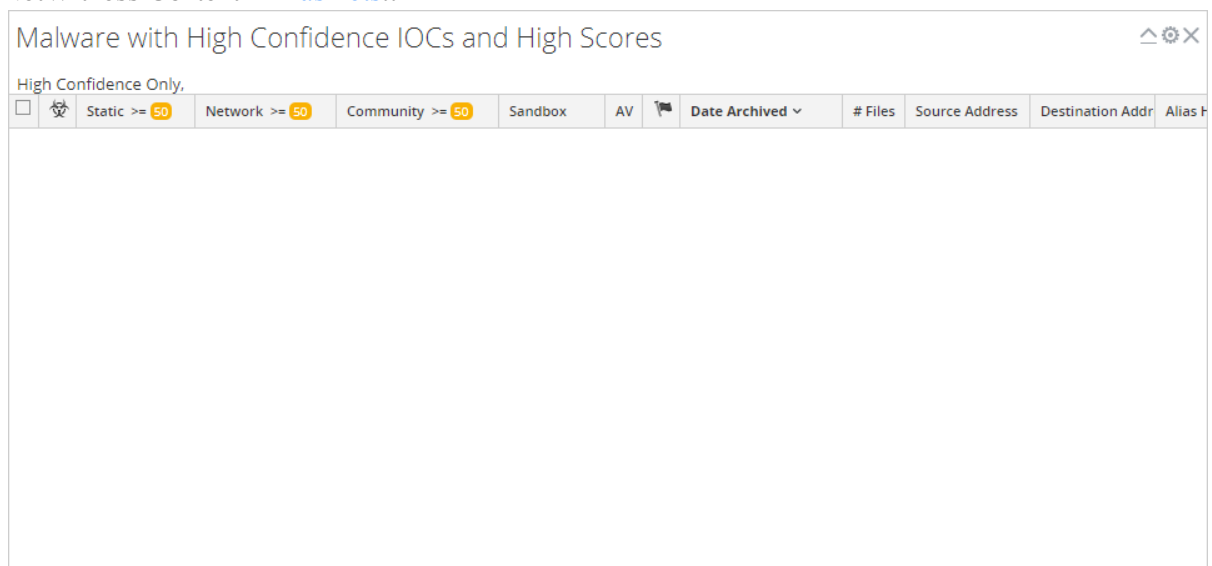 Malware with High Confidence IOCs and High Scores
High Confidence Only,
Static >= 50 Network >= 50 Community >= 50 Sandbox AV Date Archived # Files Source Address Destination Addr Alias H